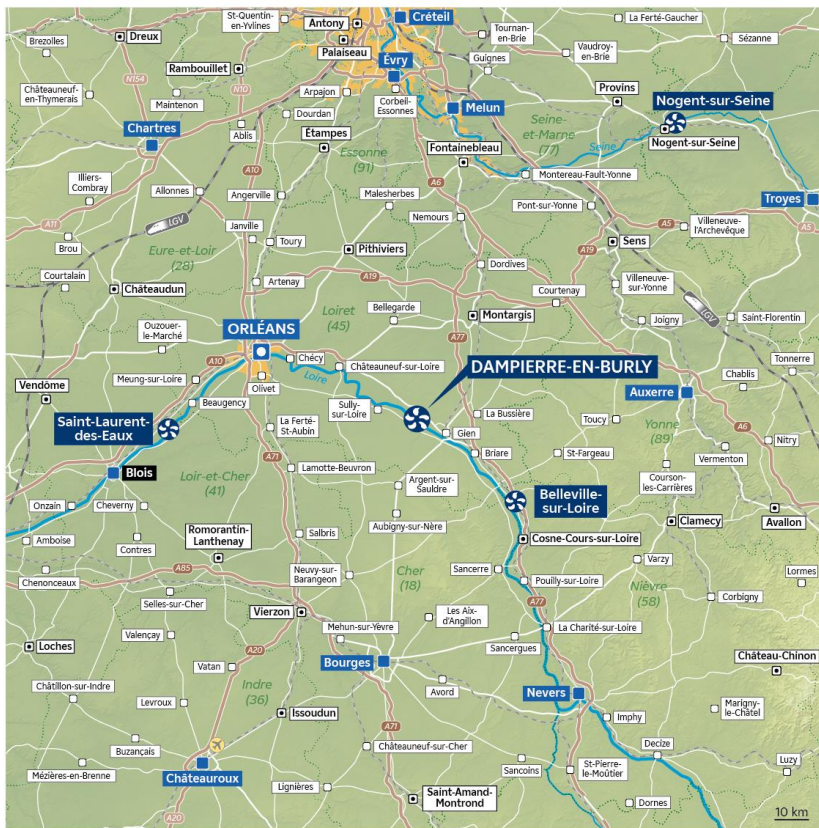 Créteil
St-Quentin-
en-Yvlines
Antony
La Ferté-Gaucher
Dreux
Tournan-
en-Brie
Brezolles
Palaiseau
Vaudroy-
en-Brie
Sézanne
Évry
Guignes
Rambouillet
N154
N10
Châteauneuf-
en-Thymerais
Maintenon
Arpajon
Corbeil-
Essonnes
Melun
Provins
Nogent-sur-Seine
Dourdan
Seine-
et-Marne
(77)
Chartres
Ablis
Étampes
Nogent-sur-Seine
Essonne
(91)
Fontainebleau
Seine
A10
Montereau-Fault-Yonne
Illiers-
Combray
Allonnes
Angerville
A6
Malesherbes
Troyes
Pont-sur-Yonne
Nemours
A11
LGV
Janville
Villeneuve-
l'Archevêque
A5
A5
Brou
Toury
Pithiviers
Sens
Eure-et-Loir
(28)
A19
Courtalain
Dordives
Artenay
A19
Villeneuve-
sur-Yonne
Châteaudun
Courtenay
LGV
Loiret
(45)
Bellegarde
Montargis
Joigny
Saint-Florentin
Ouzouer-
le-Marché
ORLÉANS
A77
A10
Chécy
Châteauneuf-sur-Loire
Tonnerre
DAMPIERRE-EN-BURLY
Meung-sur-Loire
Loire
Chablis
Vendôme
Olivet
Auxerre
Beaugency
Sully-
sur-Loire
La Bussière
Toucy
Saint-Laurent-
des-Eaux
La Ferté-
St-Aubin
Gien
Yonne
(89)
A6
Nitry
A71
Briare
St-Fargeau
Vermenton
Blois
Loir-et-Cher
(41)
Lamotte-Beuvron
Argent-sur-
Sauldre
Courson-
les-Carrières
Belleville-
sur-Loire
Onzain
Cheverny
Aubigny-sur-Nère
Clamecy
Avallon
Amboise
Contres
Romorantin-
Lanthenay
Salbris
Cosne-Cours-sur-Loire
Varzy
A85
Cher
(18)
Sancerre
Chenonceaux
Neuvy-sur-
Barangeon
Pouilly-sur-Loire
Nièvre
(58)
Lormes
Selles-sur-Cher
Corbigny
Vierzon
A77
Les Aix-
d'Angillon
Mehun-sur-Yèvre
La Charité-sur-Loire
Valençay
Loches
A20
Sancergues
Château-Chinon
Vatan
Bourges
Châtillon-sur-Indre
Indre
(36)
Avord
Nevers
Levroux
Marigny-
le-Châtel
Issoudun
Imphy
A71
Buzançais
Châteauneuf-sur-Cher
Decize
Mézières-en-Brenne
Châteauroux
Sancoins
St-Pierre-
le-Moûtier
Luzy
Lignières
Saint-Amand-
Montrond
Dornes
A20
10 km